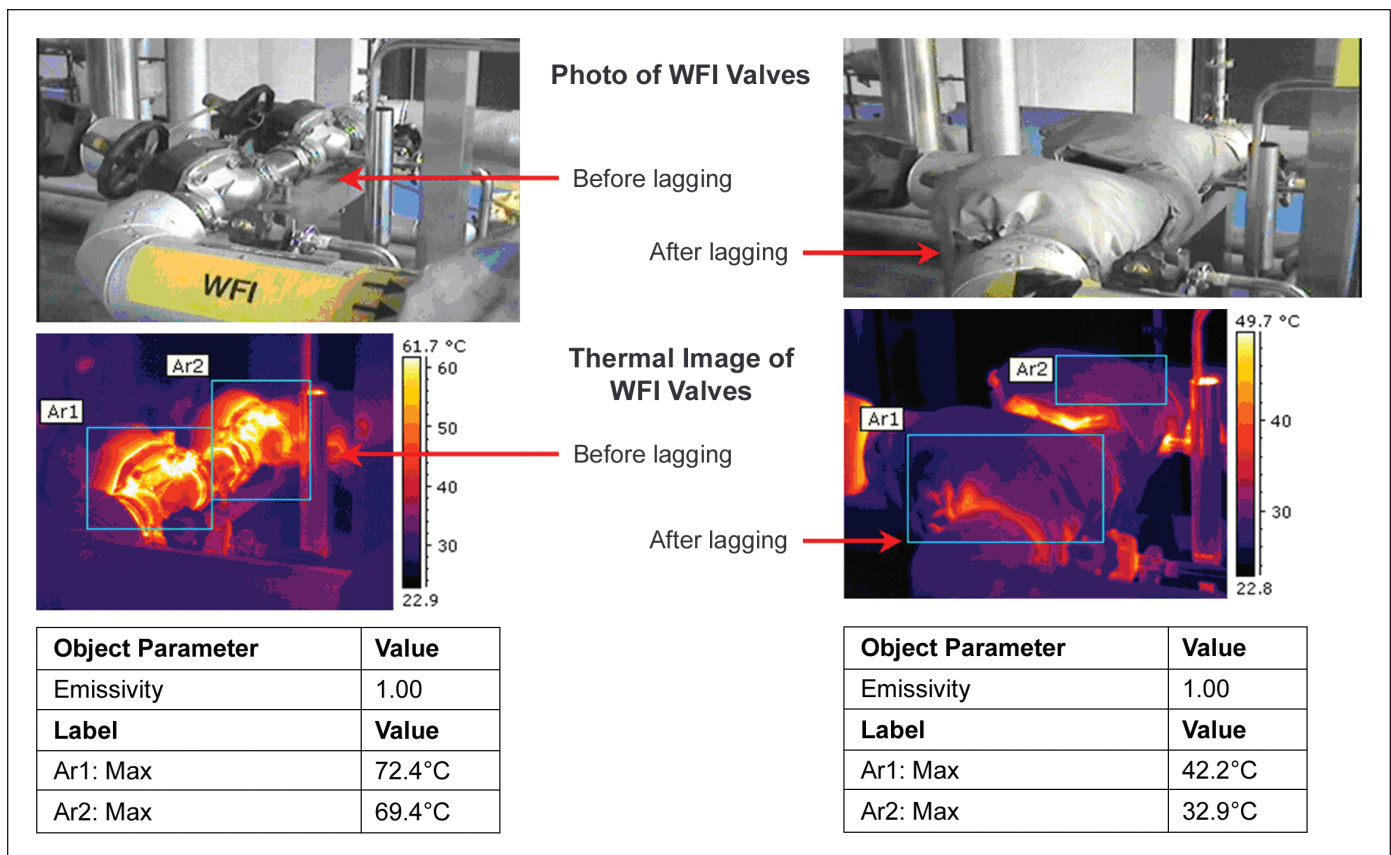 Photo of WFI Valves
Before lagging
After lagging
WFI
Thermal Image of
WFI Valves
Before lagging
After lagging
Ar2
Ar1
61.7 °C
60
50
40
30
22.9
Ar2
Ar1
49.7 °C
40
30
22.8
Object Parameter Value
Emissivity 1.00
Label Value
Ar1: Max 72.4°C
Ar2: Max 69.4°C
Object Parameter Value
Emissivity 1.00
Label Value
Ar1: Max 42.2°C
Ar2: Max 32.9°C